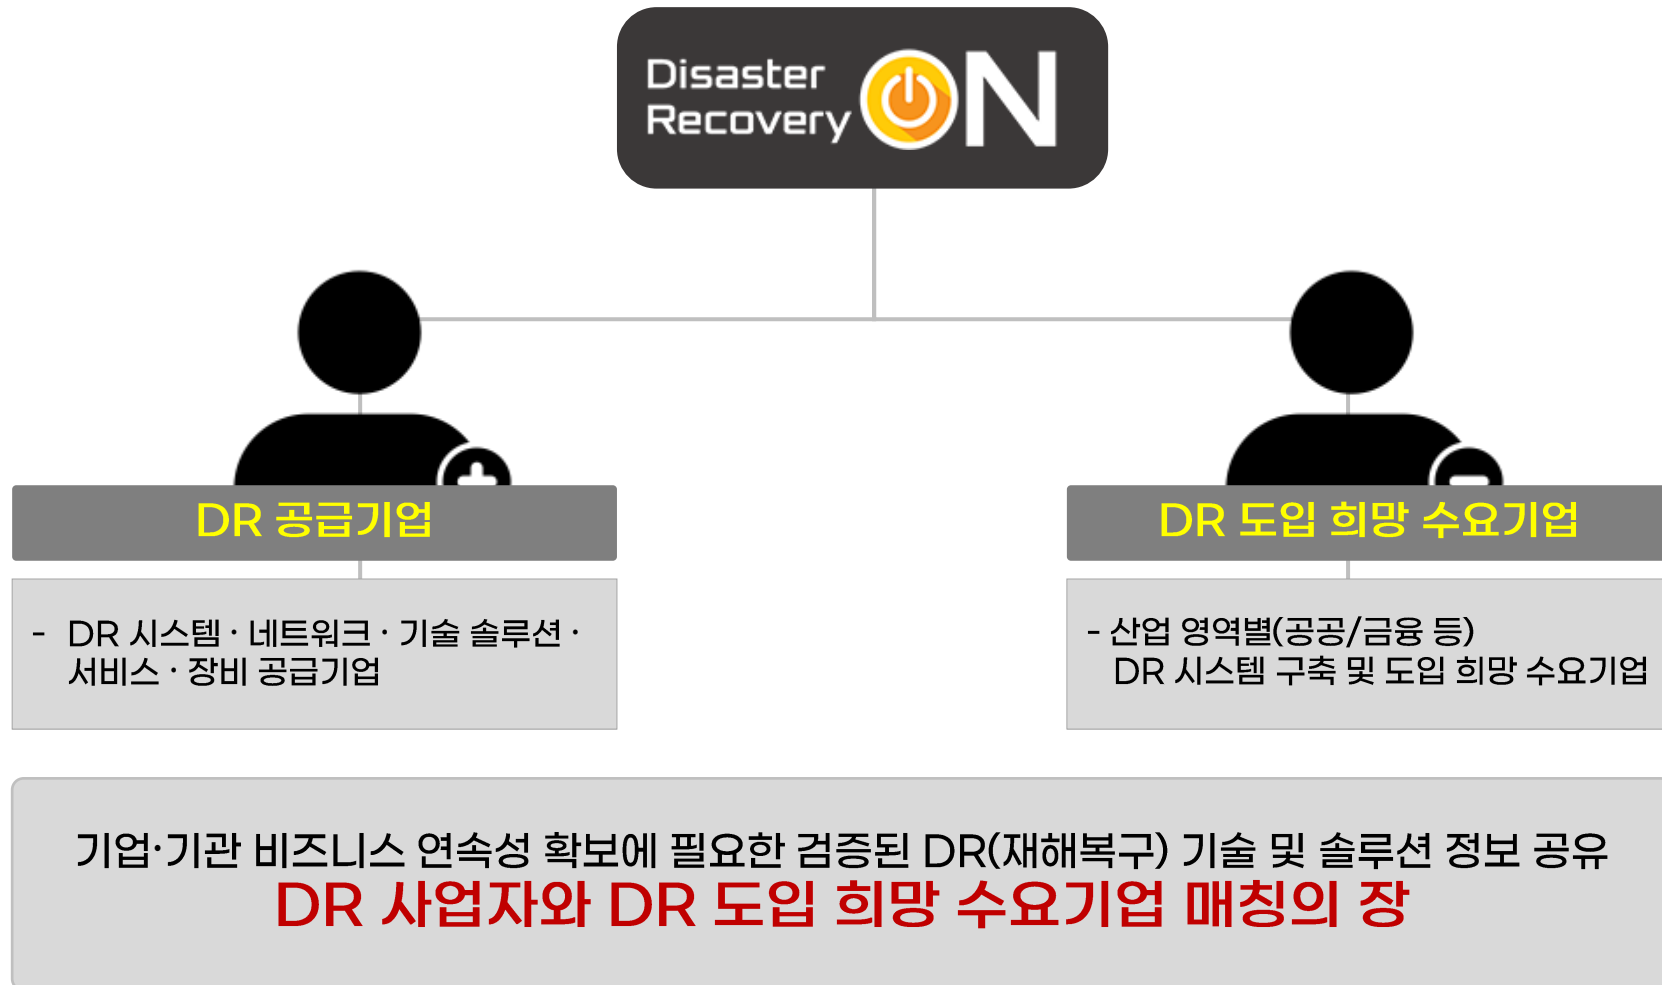 Disaster
Recovery ON
DR 공급기업
- DR 시스템 · 네트워크 · 기술 솔루션 ·
서비스 · 장비 공급기업
DR 도입 희망 수요기업
- 산업 영역별(공공/금융 등)
DR 시스템 구축 및 도입 희망 수요기업
기업·기관 비즈니스 연속성 확보에 필요한 검증된 DR(재해복구) 기술 및 솔루션 정보 공유
DR 사업자와 DR 도입 희망 수요기업 매칭의 장